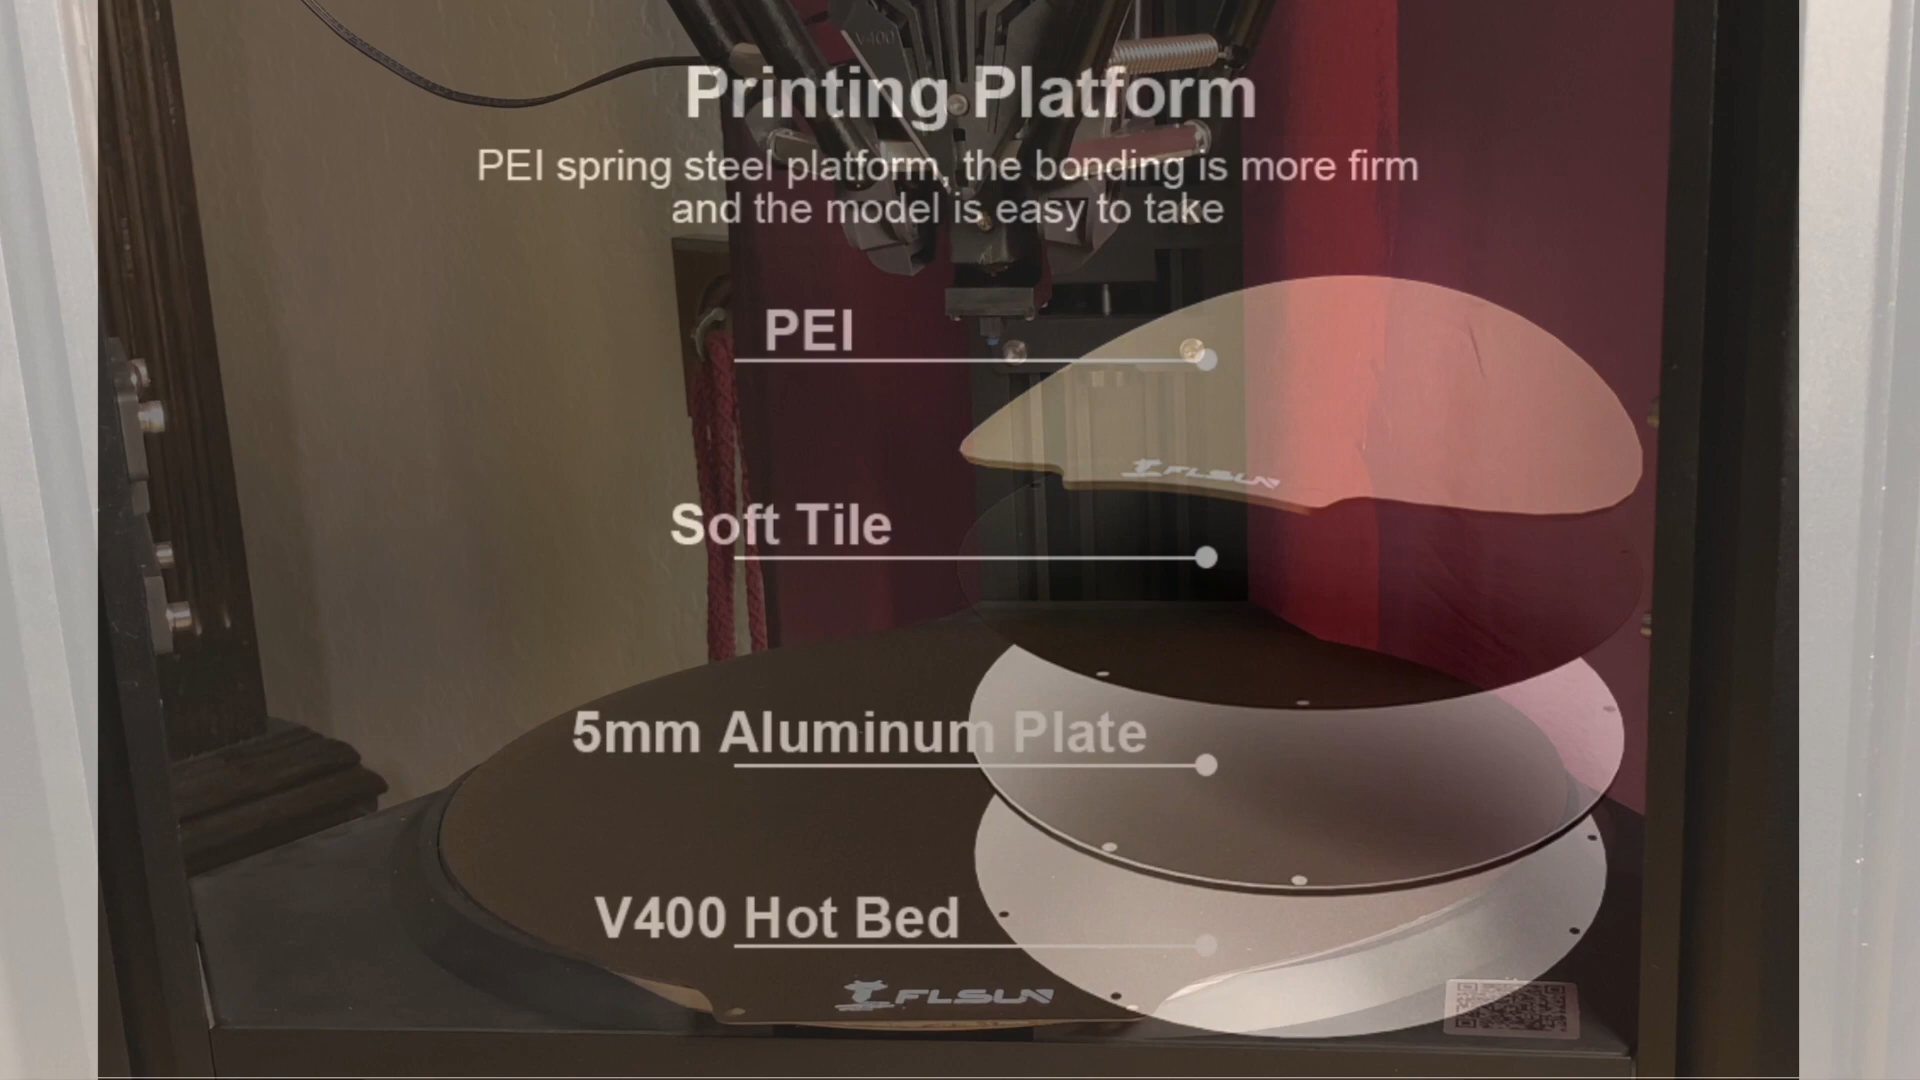 V400
Printing Platform
PEI spring steel platform, the bonding is more firm
and the model is easy to take
PEI
FLSUN
Soft Tile
5mm Aluminum Plate
V400 Hot Bed
FLSUN